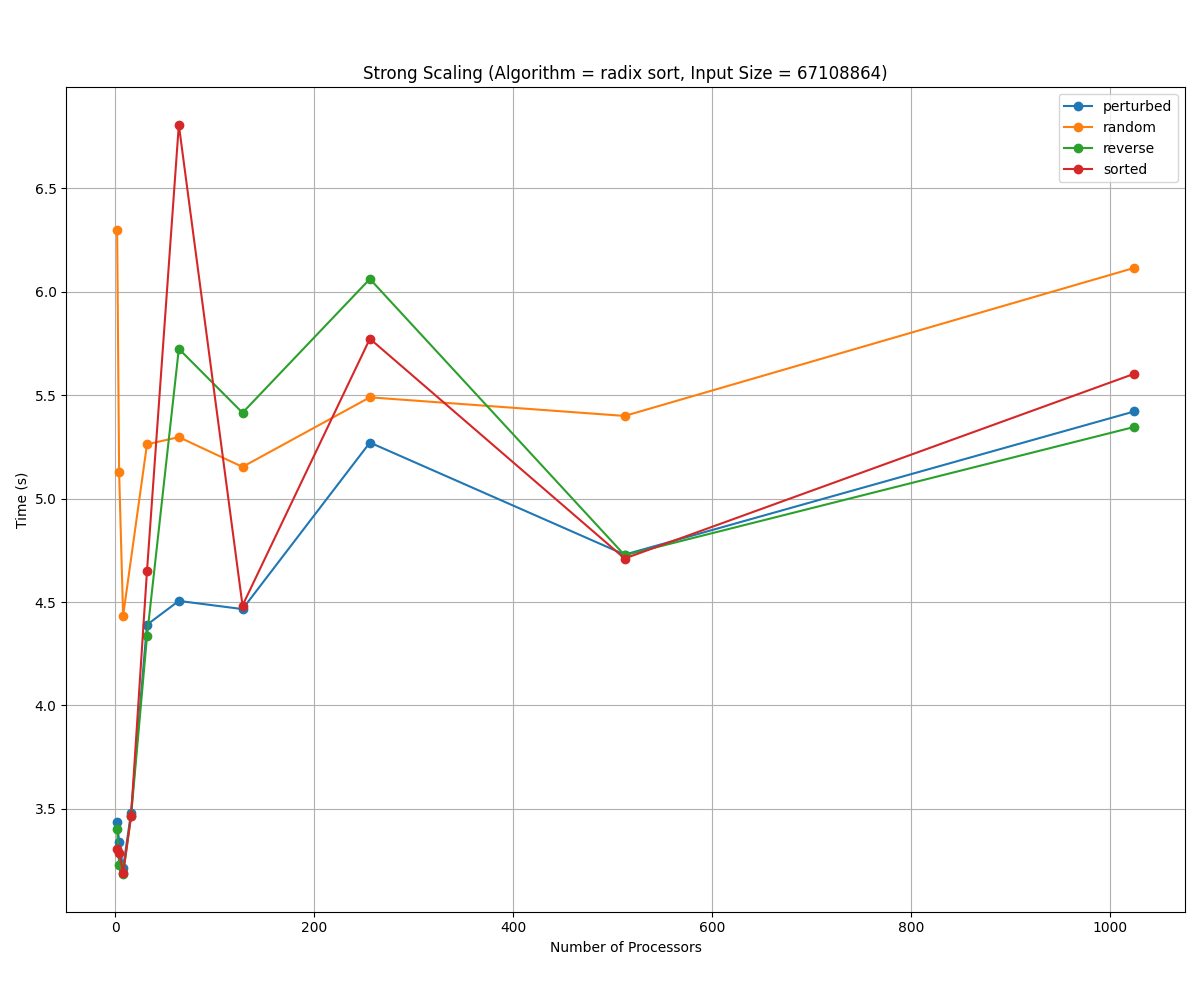 Strong Scaling (Algorithm = radix sort, Input Size = 67108864)
perturbed
random
reverse
sorted
6.5
6.0
5.5
5.0
4.5
4.0
3.5
Time (s)
0 200 400 600 800 1000
Number of Processors